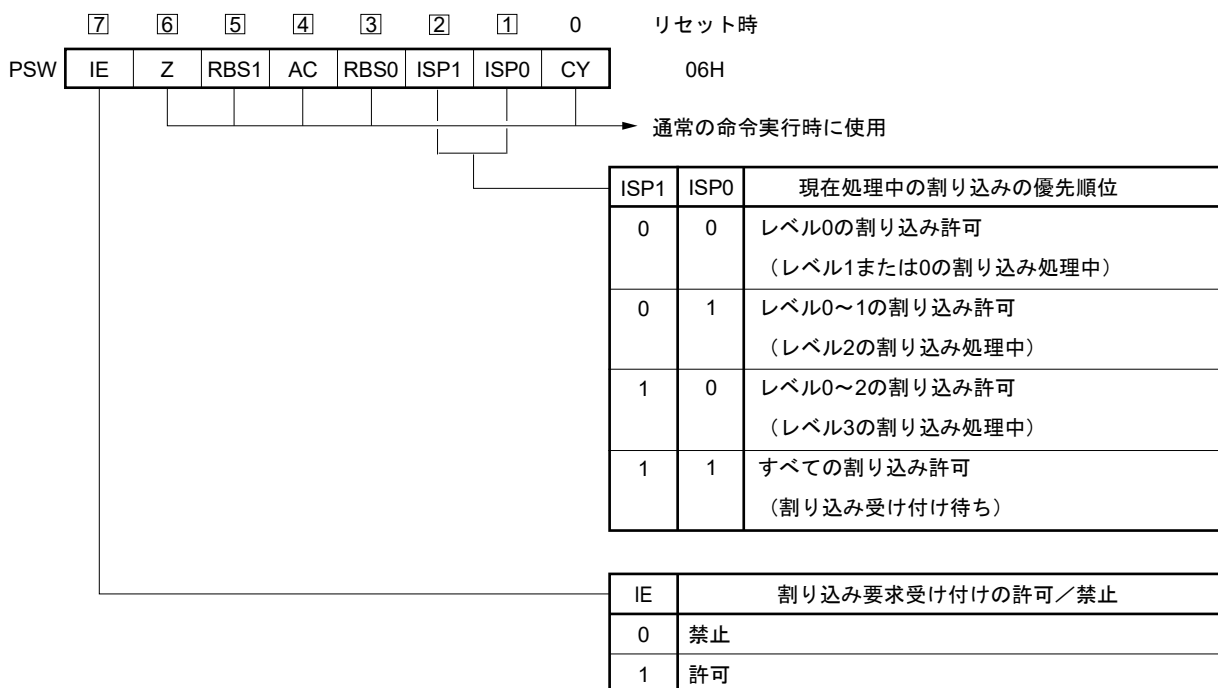 7 6 5 4 3 2 1 0 リセット時
PSW IE Z RBS1 AC RBS0 ISP1 ISP0 CY 06H
通常の命令実行時に使用
ISP1 ISP0 現在処理中の割り込みの優先順位
0 0 レベル0の割り込み許可
（レベル1または0の割り込み処理中）
0 1 レベル0～1の割り込み許可
（レベル2の割り込み処理中）
1 0 レベル0～2の割り込み許可
（レベル3の割り込み処理中）
1 1 すべての割り込み許可
（割り込み受け付け待ち）
IE 割り込み要求受け付けの許可／禁止
0 禁止
1 許可